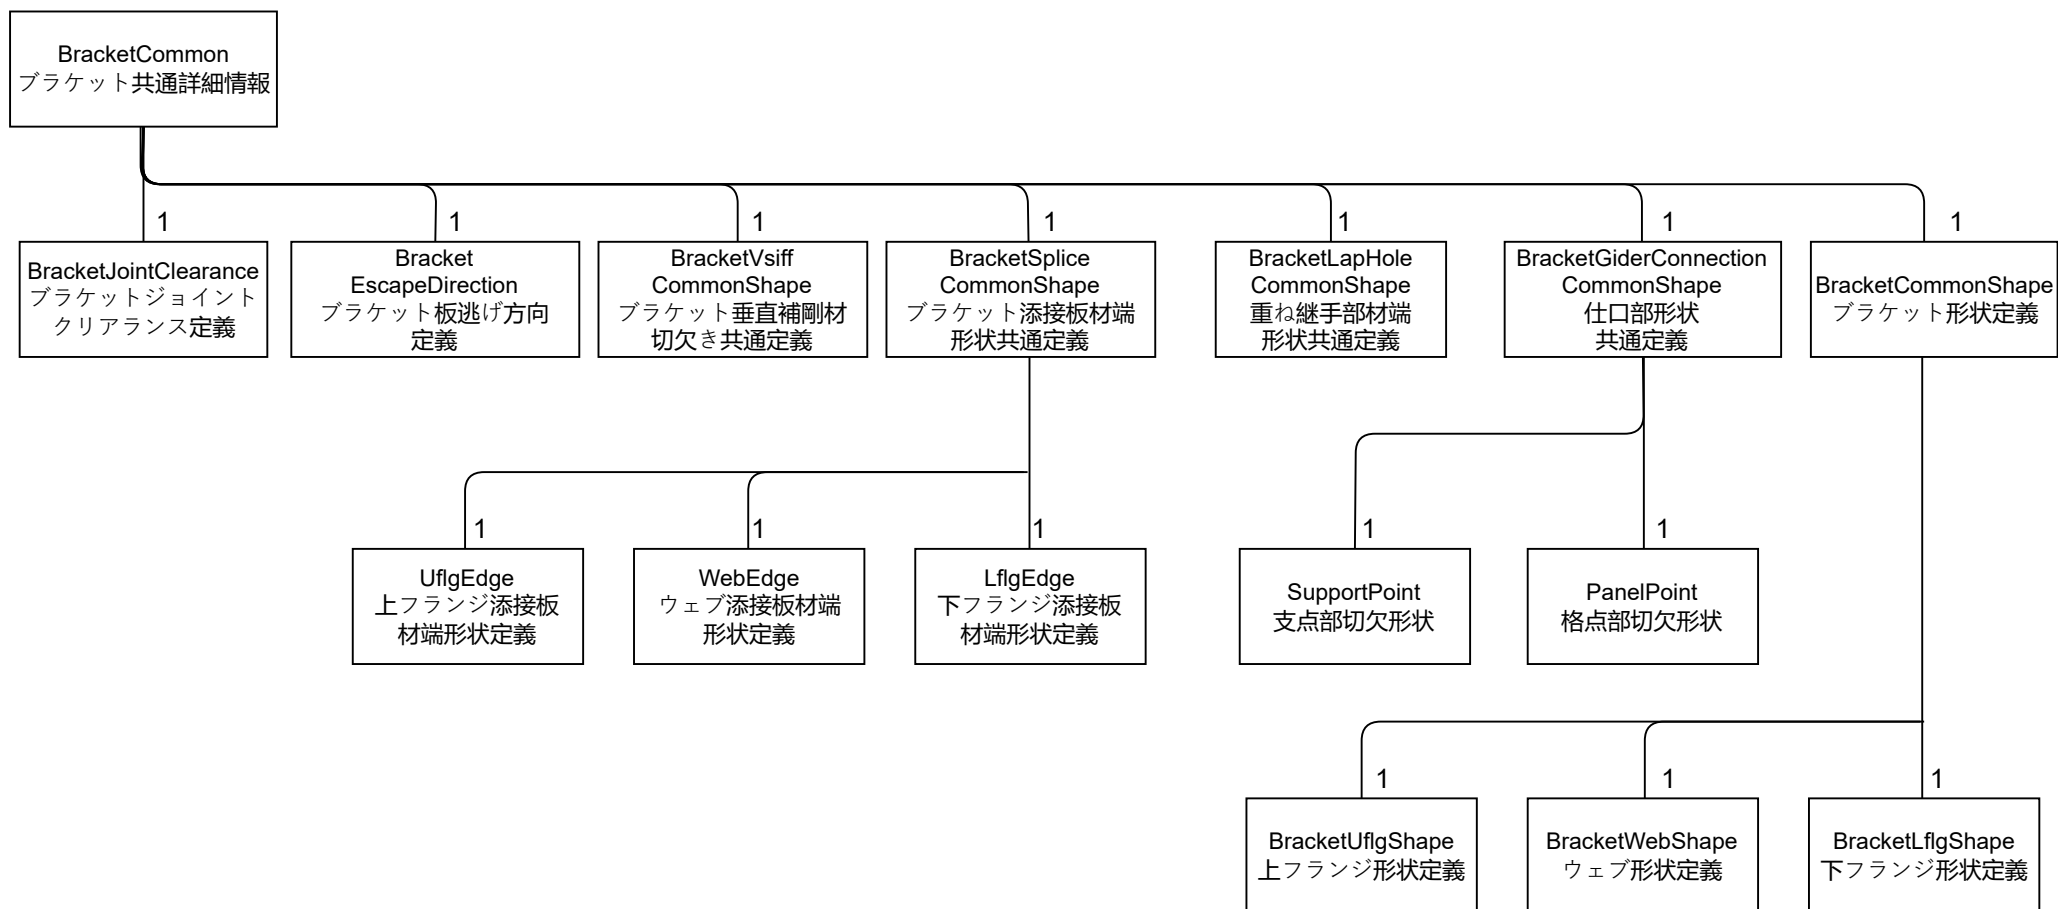 BracketCommon
ブラケット共通詳細情報
1
1
1
1
1
1
1
BracketJointClearance
ブラケットジョイント
クリアランス定義
Bracket
EscapeDirection
ブラケット板逃げ方向
定義
BracketVsiff
CommonShape
ブラケット垂直補剛材
切欠き共通定義
BracketSplice
CommonShape
ブラケット添接板材端
形状共通定義
BracketLapHole
CommonShape
重ね継手部材端
形状共通定義
BracketGiderConnection
CommonShape
仕口部形状
共通定義
BracketCommonShape
ブラケット形状定義
1
1
1
1
1
UflgEdge
上フランジ添接板
材端形状定義
WebEdge
ウェブ添接板材端
形状定義
LflgEdge
下フランジ添接板
材端形状定義
SupportPoint
支点部切欠形状
PanelPoint
格点部切欠形状
1
1
1
BracketUflgShape
上フランジ形状定義
BracketWebShape
ウェブ形状定義
BracketLflgShape
下フランジ形状定義